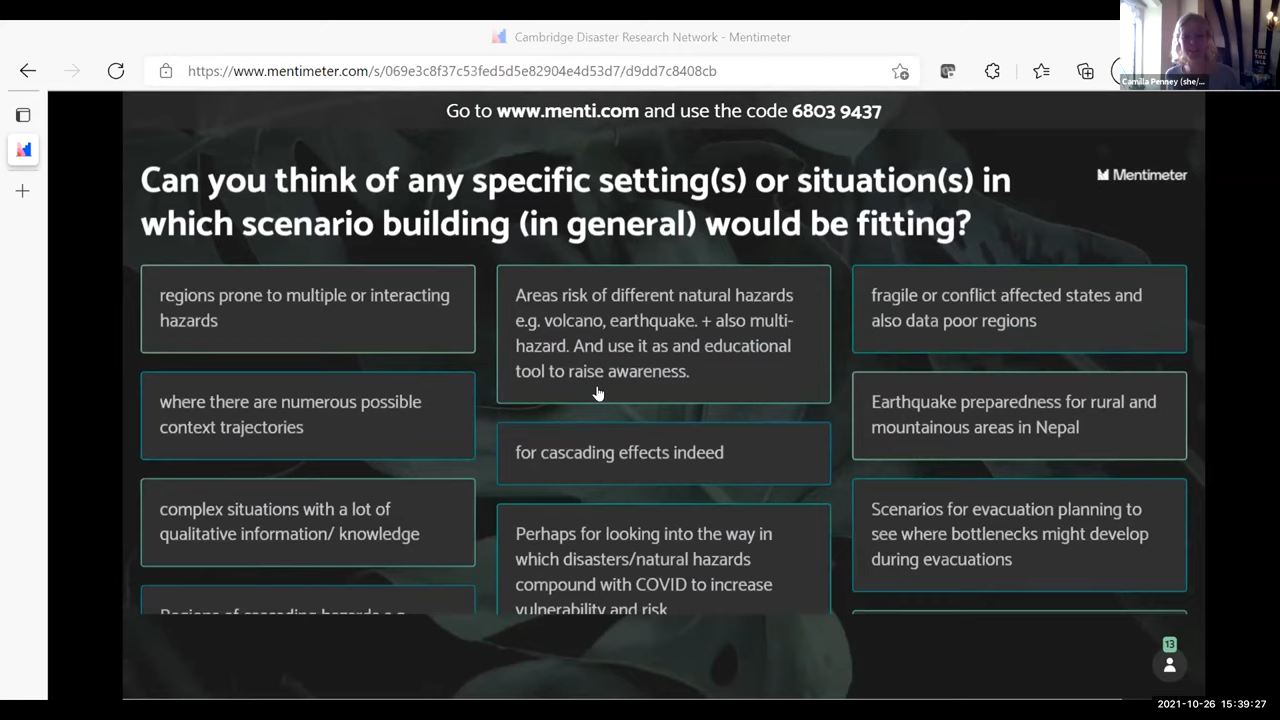 Cambridge Disaster Research Network - Mentimeter
https://www.mentimeter.com/s/069e3c8f37c53fed5d5e82904e4d53d7/d9dd7c8408cb
Camilla Penney (she/...
Go to www.menti.com and use the code 6803 9437
Can you think of any specific setting(s) or situation(s) in
which scenario building (in general) would be fitting?
Mentimeter
regions prone to multiple or interacting
hazards
where there are numerous possible
context trajectories
complex situations with a lot of
qualitative information/ knowledge
Regions of cascading hazards e.g.
Areas risk of different natural hazards
e.g. volcano, earthquake. + also multi-
hazard. And use it as and educational
tool to raise awareness.
for cascading effects indeed
Perhaps for looking into the way in
which disasters/natural hazards
compound with COVID to increase
vulnerability and risk
fragile or conflict affected states and
also data poor regions
Earthquake preparedness for rural and
mountainous areas in Nepal
Scenarios for evacuation planning to
see where bottlenecks might develop
during evacuations
13
2021-10-26 15:39:27